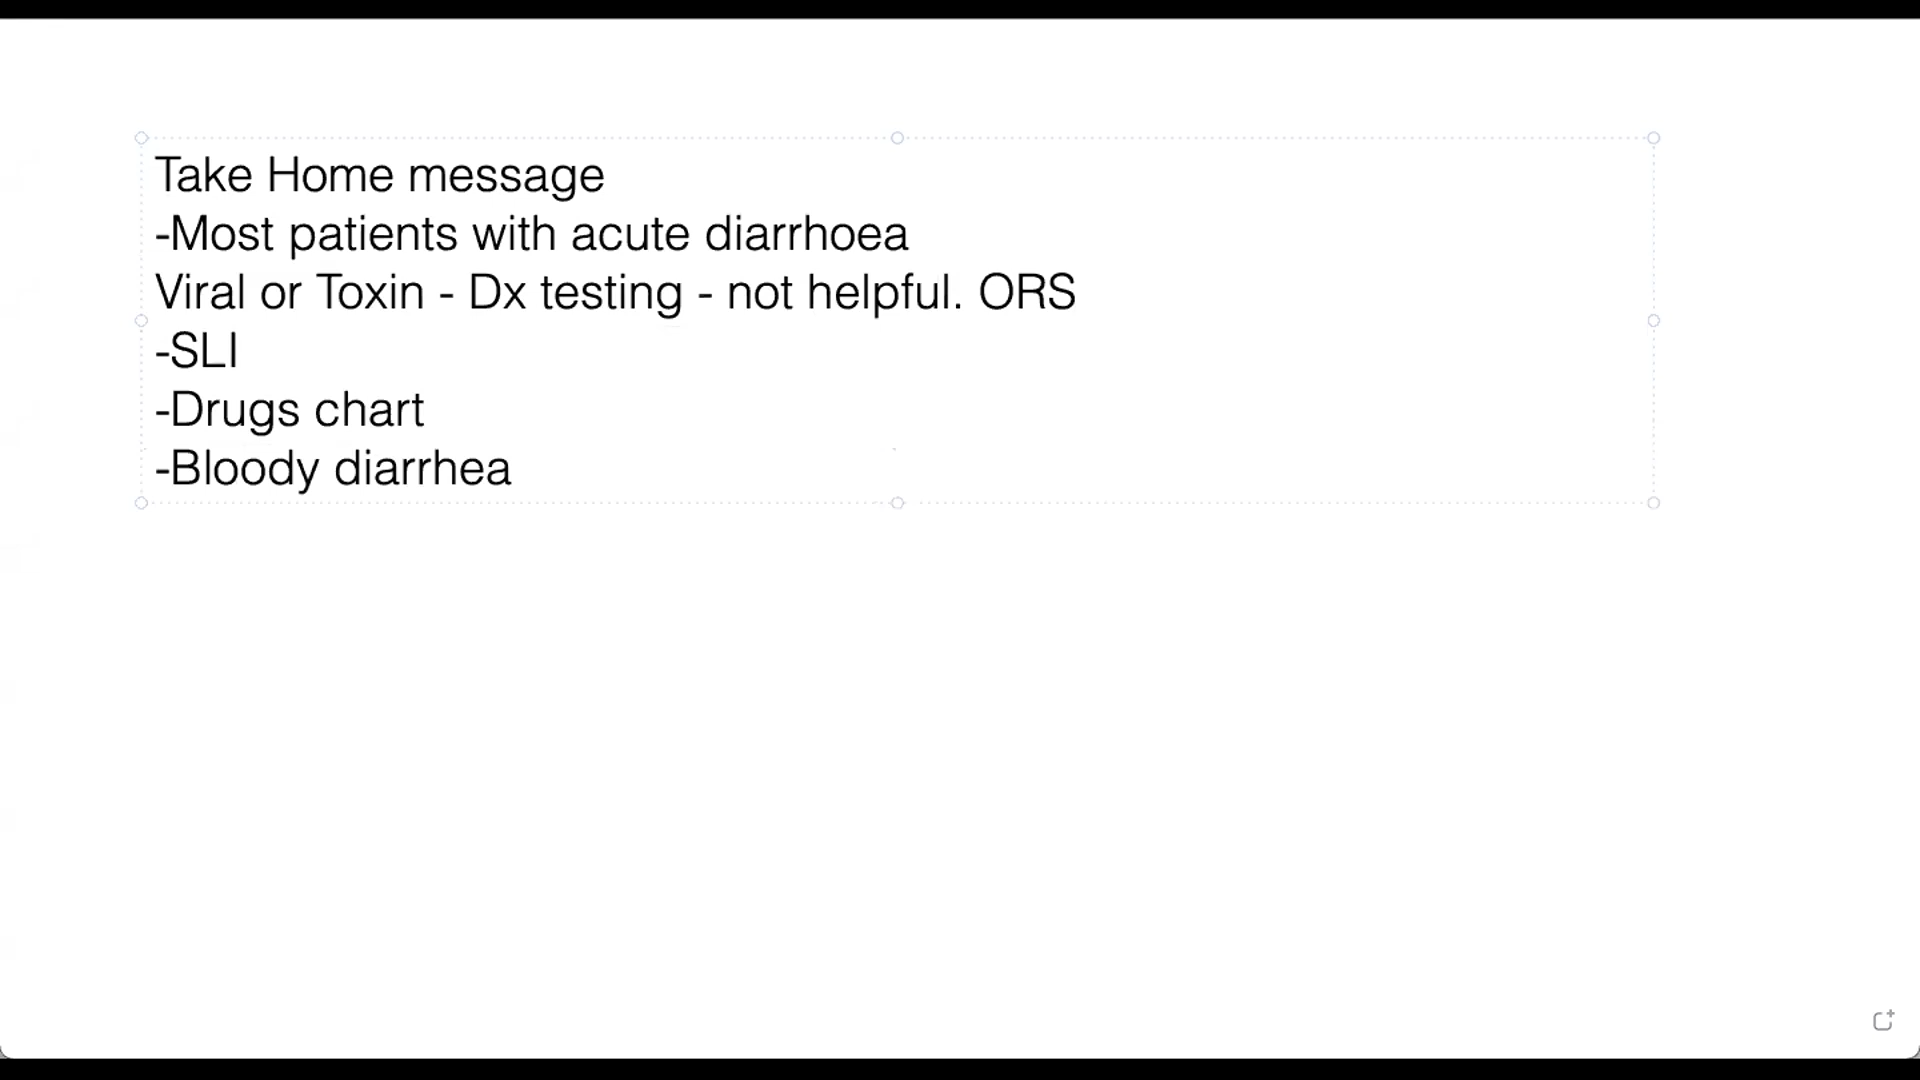 Take Home message
-Most patients with acute diarrhoea
Viral or Toxin - Dx testing - not helpful. ORS
-SLI
-Drugs chart
-Bloody diarrhea